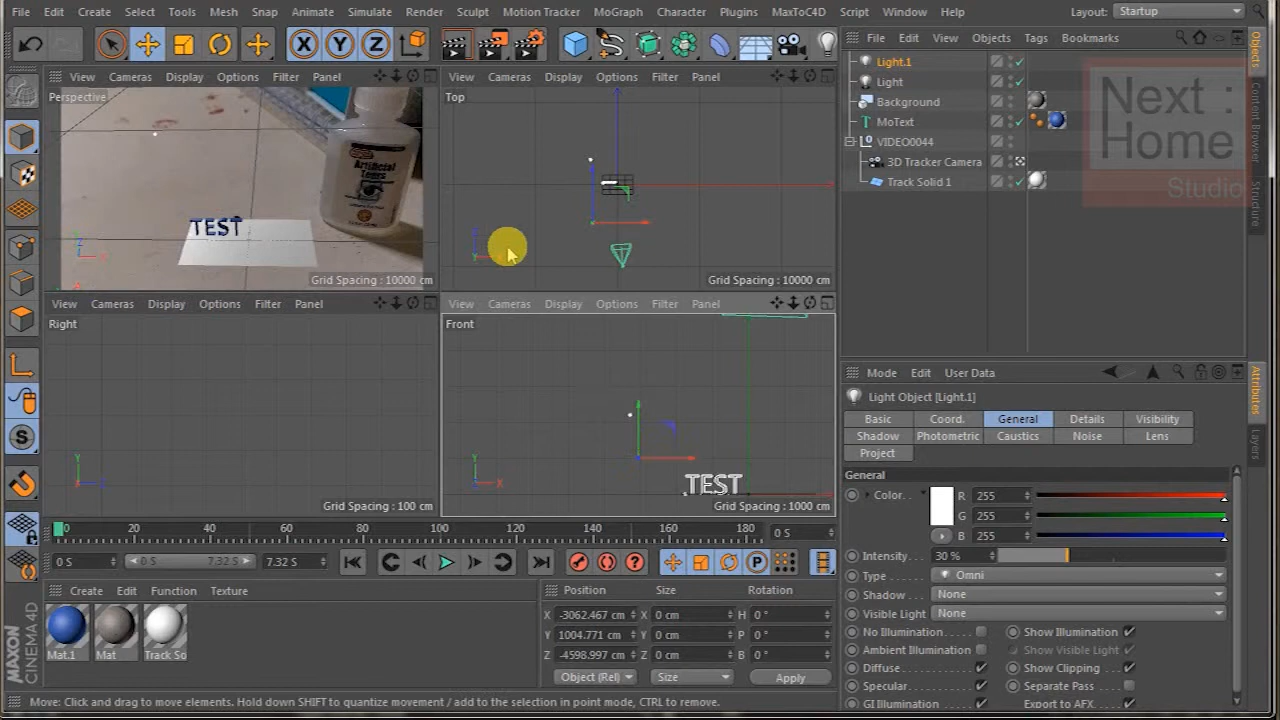 File Edit Create Select Tools Mesh Snap Animate Simulate Render Sculpt Motion Tracker MoGraph Character Plugins MaxToC4D Script Window Help Layout: Startup
X Y Z
File Edit View Objects Tags Bookmarks
Light.1
Light
Background
MoText
VIDEO0044
3D Tracker Camera
Track Solid 1
Next :
Home
Studio
Objects
Content Browser
Structure
View Cameras Display Options Filter Panel
Perspective
Artificial
Tears
TEST
Grid Spacing : 10000 cm
View Cameras Display Options Filter Panel
Top
Grid Spacing : 10000 cm
View Cameras Display Options Filter Panel
Right
Grid Spacing : 100 cm
View Cameras Display Options Filter Panel
Front
TEST
Grid Spacing : 1000 cm
Mode Edit User Data
Light Object [Light.1]
Basic Coord. General Details Visibility
Shadow Photometric Caustics Noise Lens
Project
General
Color. . R 255
G 255
B 255
Intensity. 30 %
Type . . . . Omni
Shadow. . . None
Visible Light None
No Illumination. . . . . Show Illumination
Ambient Illumination Show Visible Light
Diffuse . . . . . . . . . . . Show Clipping
Specular. . . . . . . . . . Separate Pass
GI Illumination. . . . . . Export to AFX. . .
Attributes
Layers
0 20 40 60 80 100 120 140 160 180 0 S
0 S 0 S 7.32 S 7.32 S
Create Edit Function Texture
Mat.1 Mat Track So
Position Size Rotation
X -3062.467 cm X 0 cm H 0 °
Y 1004.771 cm Y 0 cm P 0 °
Z -4598.997 cm Z 0 cm B 0 °
Object (Rel) Size Apply
MAXON
CINEMA 4D
Move: Click and drag to move elements. Hold down SHIFT to quantize movement / add to the selection in point mode, CTRL to remove.